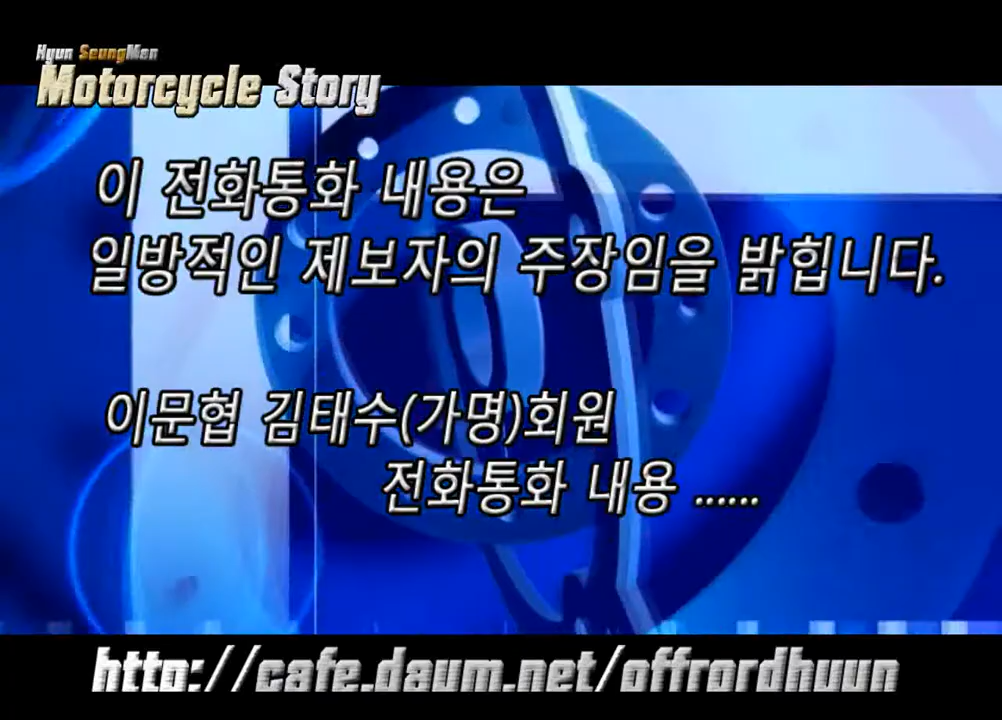 Hyun SeungMon
Motorcycle Story
이 전화통화 내용은
일방적인 제보자의 주장임을 밝힙니다.
이문협 김태수(가명)회원
전화통화 내용 ......
http://cafe.daum.net/offrordhyun